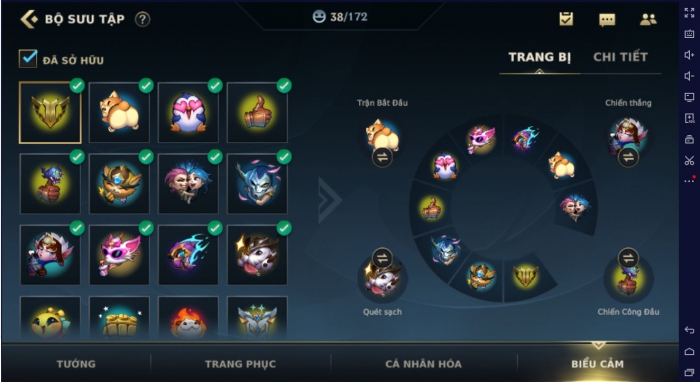 BỘ SƯU TẬP ?
38/172
ĐÃ SỞ HỮU
TRANG BỊ
CHI TIẾT
Trận Bắt Đầu
Chiến thắng
Quét sạch
Chiến Công Đầu
TƯỚNG
TRANG PHỤC
CÁ NHÂN HÓA
BIỂU CẢM